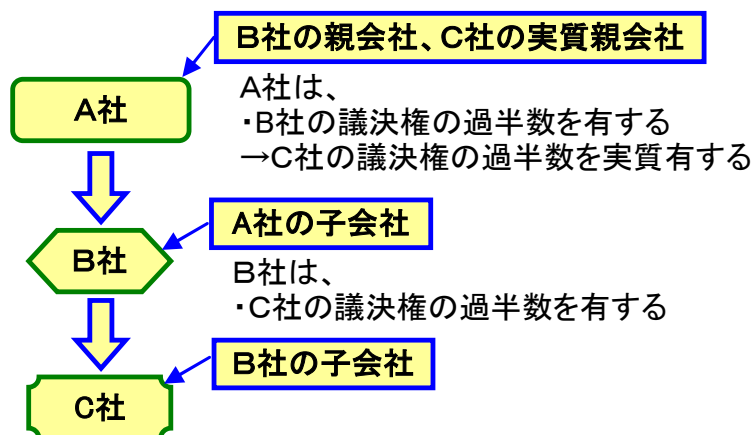 B社の親会社、C社の実質親会社
A社
A社は、
・B社の議決権の過半数を有する
→C社の議決権の過半数を実質有する
A社の子会社
B社
B社は、
・C社の議決権の過半数を有する
B社の子会社
C社